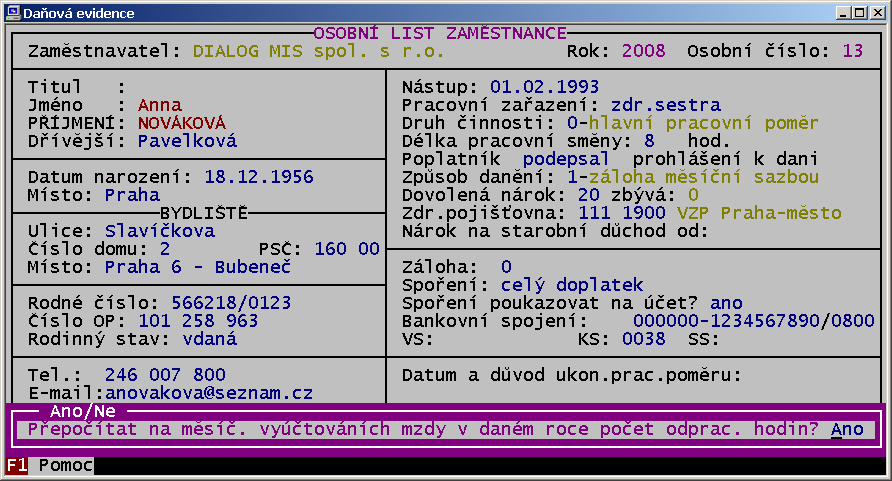 Daňová evidence
OSOBNÍ LIST ZAMĚSTNANCE
Zaměstnavatel: DIALOG MIS spol. s r.o. Rok: 2008 Osobní číslo: 13
Titul :
Jméno : Anna
PŘÍJMENÍ: NOVÁKOVÁ
Dřívější: Pavelková
Datum narození: 18.12.1956
Místo: Praha
BYDLIŠTĚ
Ulice: Slavíčkova
Číslo domu: 2 PSČ: 160 00
Místo: Praha 6 - Bubeneč
Rodné číslo: 566218/0123
Číslo OP: 101 258 963
Rodinný stav: vdaná
Tel.: 246 007 800
E-mail:anovakova@seznam.cz
Nástup: 01.02.1993
Pracovní zařazení: zdr.sestra
Druh činnosti: 0-hlavní pracovní poměr
Délka pracovní směny: 8 hod.
Poplatník podepsal prohlášení k dani
Způsob danění: 1-záloha měsíční sazbou
Dovolená nárok: 20 zbývá: 0
Zdr.pojišťovna: 111 1900 VZP Praha-město
Nárok na starobní důchod od:
Záloha: 0
Spoření: celý doplatek
Spoření poukazovat na účet? ano
Bankovní spojení: 000000-1234567890/0800
VS: KS: 0038 SS:
Datum a důvod ukon.prac.poměru:
Ano/Ne
Přepočítat na měsíč. vyúčtováních mzdy v daném roce počet odprac. hodin? Ano
F1 Pomoc